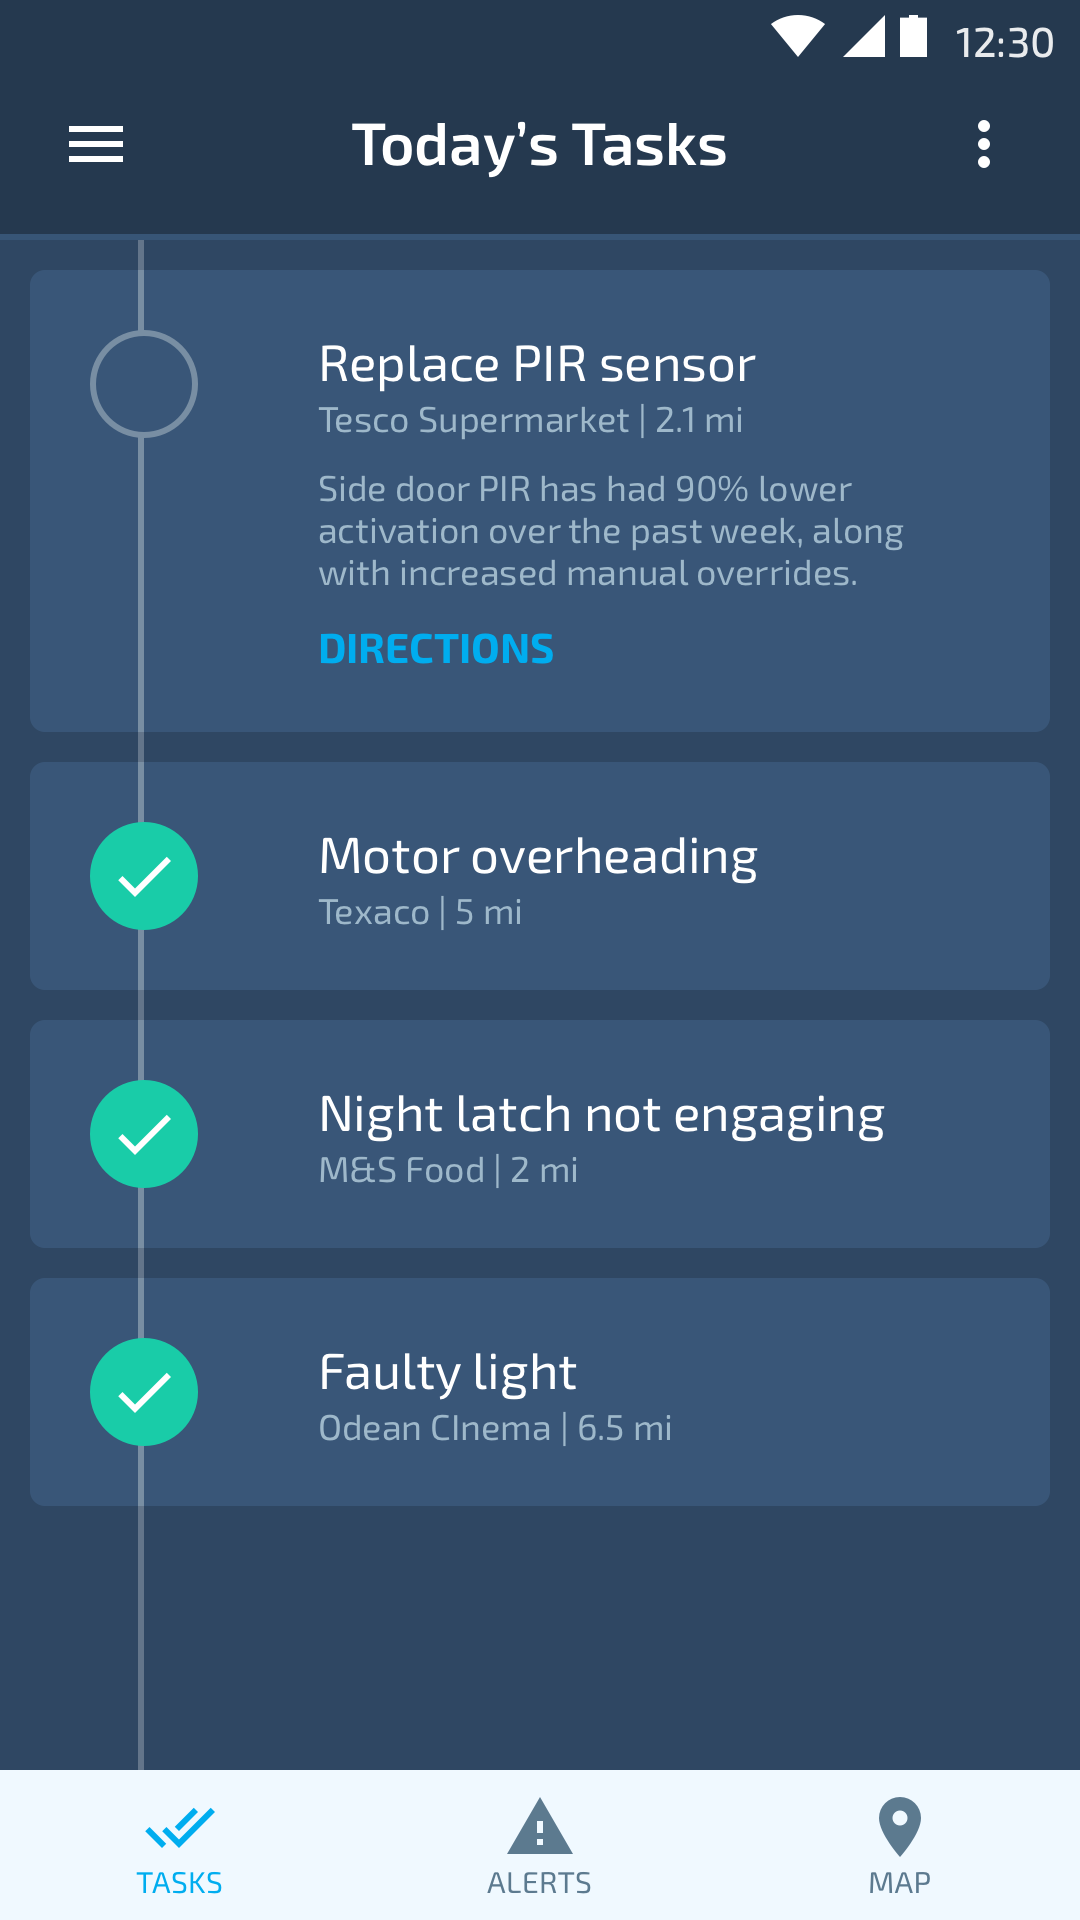 12:30
Today’s Tasks
Replace PIR sensor
Tesco Supermarket | 2.1 mi
Side door PIR has had 90% lower
activation over the past week, along
with increased manual overrides.
DIRECTIONS
Motor overheading
Texaco | 5 mi
Night latch not engaging
M&S Food | 2 mi
Faulty light
Odean CInema | 6.5 mi
TASKS
ALERTS
MAP